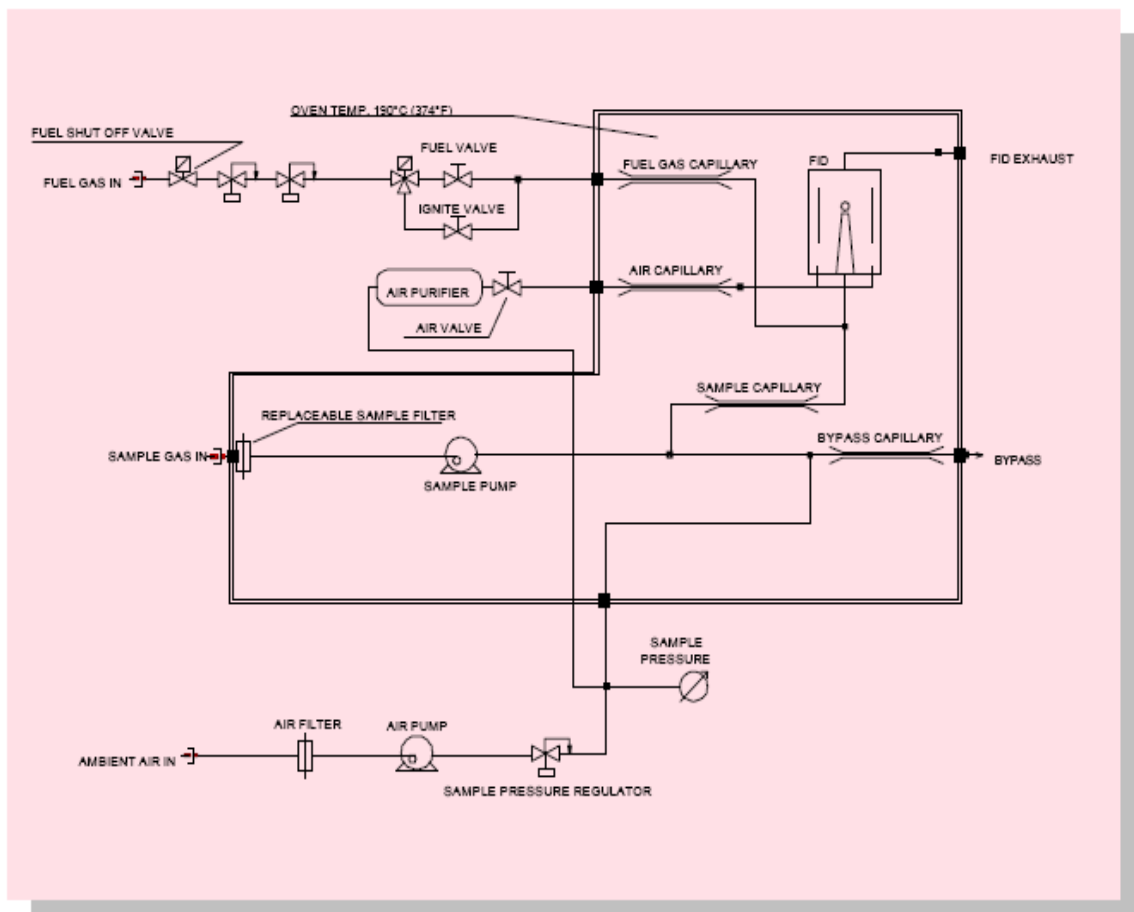 OVEN TEMP. 190°C (374°F)
FUEL SHUT OFF VALVE
FUEL VALVE
FUEL GAS CAPILLARY
FID
FID EXHAUST
FUEL GAS IN
IGNITE VALVE
AIR CAPILLARY
AIR PURIFIER
AIR VALVE
SAMPLE CAPILLARY
REPLACEABLE SAMPLE FILTER
BYPASS CAPILLARY
SAMPLE GAS IN
BYPASS
SAMPLE PUMP
SAMPLE
PRESSURE
AIR FILTER
AIR PUMP
AMBIENT AIR IN
SAMPLE PRESSURE REGULATOR